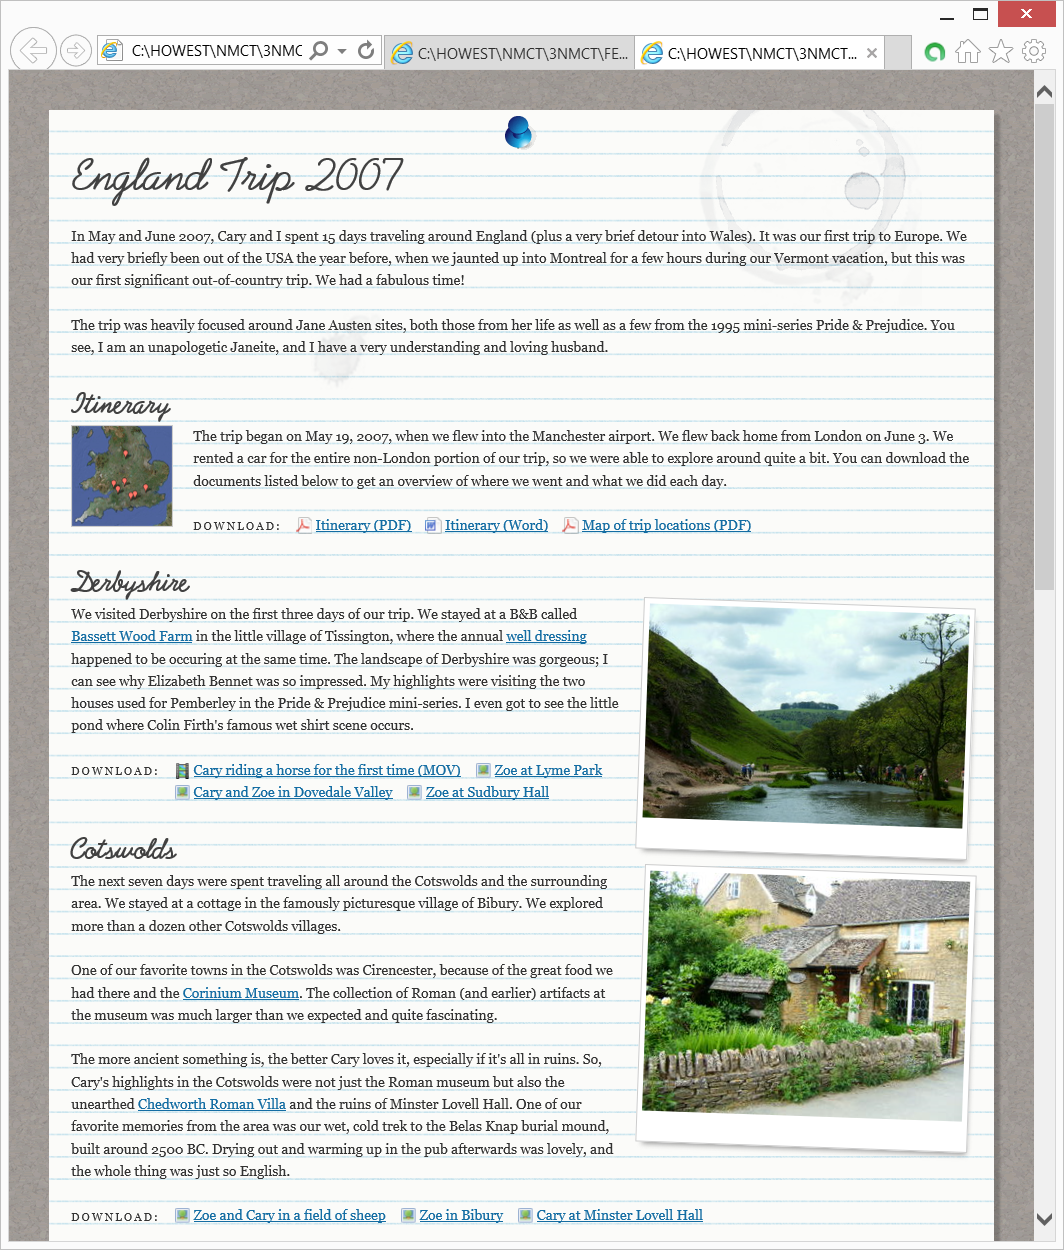 C:\HOWEST\NMCT\3NMC
C:\HOWEST\NMCT\3NMCT\FE...
C:\HOWEST\NMCT\3NMCT...
England Trip 2007
In May and June 2007, Cary and I spent 15 days traveling around England (plus a very brief detour into Wales). It was our first trip to Europe. We
had very briefly been out of the USA the year before, when we jaunted up into Montreal for a few hours during our Vermont vacation, but this was
our first significant out-of-country trip. We had a fabulous time!
The trip was heavily focused around Jane Austen sites, both those from her life as well as a few from the 1995 mini-series Pride & Prejudice. You
see, I am an unapologetic Janeite, and I have a very understanding and loving husband.
Itinerary
The trip began on May 19, 2007, when we flew into the Manchester airport. We flew back home from London on June 3. We
rented a car for the entire non-London portion of our trip, so we were able to explore around quite a bit. You can download the
documents listed below to get an overview of where we went and what we did each day.
DOWNLOAD: Itinerary (PDF) Itinerary (Word) Map of trip locations (PDF)
Derbyshire
We visited Derbyshire on the first three days of our trip. We stayed at a B&B called
Bassett Wood Farm in the little village of Tissington, where the annual well dressing
happened to be occuring at the same time. The landscape of Derbyshire was gorgeous; I
can see why Elizabeth Bennet was so impressed. My highlights were visiting the two
houses used for Pemberley in the Pride & Prejudice mini-series. I even got to see the little
pond where Colin Firth's famous wet shirt scene occurs.
DOWNLOAD: Cary riding a horse for the first time (MOV) Zoe at Lyme Park
Cary and Zoe in Dovedale Valley Zoe at Sudbury Hall
Cotswolds
The next seven days were spent traveling all around the Cotswolds and the surrounding
area. We stayed at a cottage in the famously picturesque village of Bibury. We explored
more than a dozen other Cotswolds villages.
One of our favorite towns in the Cotswolds was Cirencester, because of the great food we
had there and the Corinium Museum. The collection of Roman (and earlier) artifacts at
the museum was much larger than we expected and quite fascinating.
The more ancient something is, the better Cary loves it, especially if it's all in ruins. So,
Cary's highlights in the Cotswolds were not just the Roman museum but also the
unearthed Chedworth Roman Villa and the ruins of Minster Lovell Hall. One of our
favorite memories from the area was our wet, cold trek to the Belas Knap burial mound,
built around 2500 BC. Drying out and warming up in the pub afterwards was lovely, and
the whole thing was just so English.
DOWNLOAD: Zoe and Cary in a field of sheep Zoe in Bibury Cary at Minster Lovell Hall